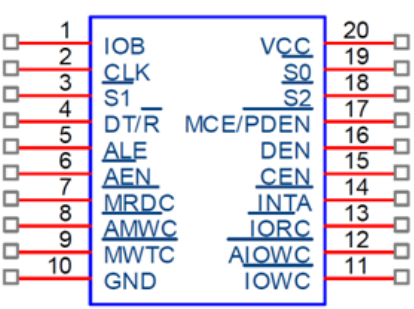 1 IOB VCC 20
2 CLK S0 19
3 S1 S2 18
4 DT/R MCE/PDEN 17
5 ALE DEN 16
6 AEN CEN 15
7 MRDC INTA 14
8 AMWC IORC 13
9 MWTC AIOWC 12
10 GND IOWC 11